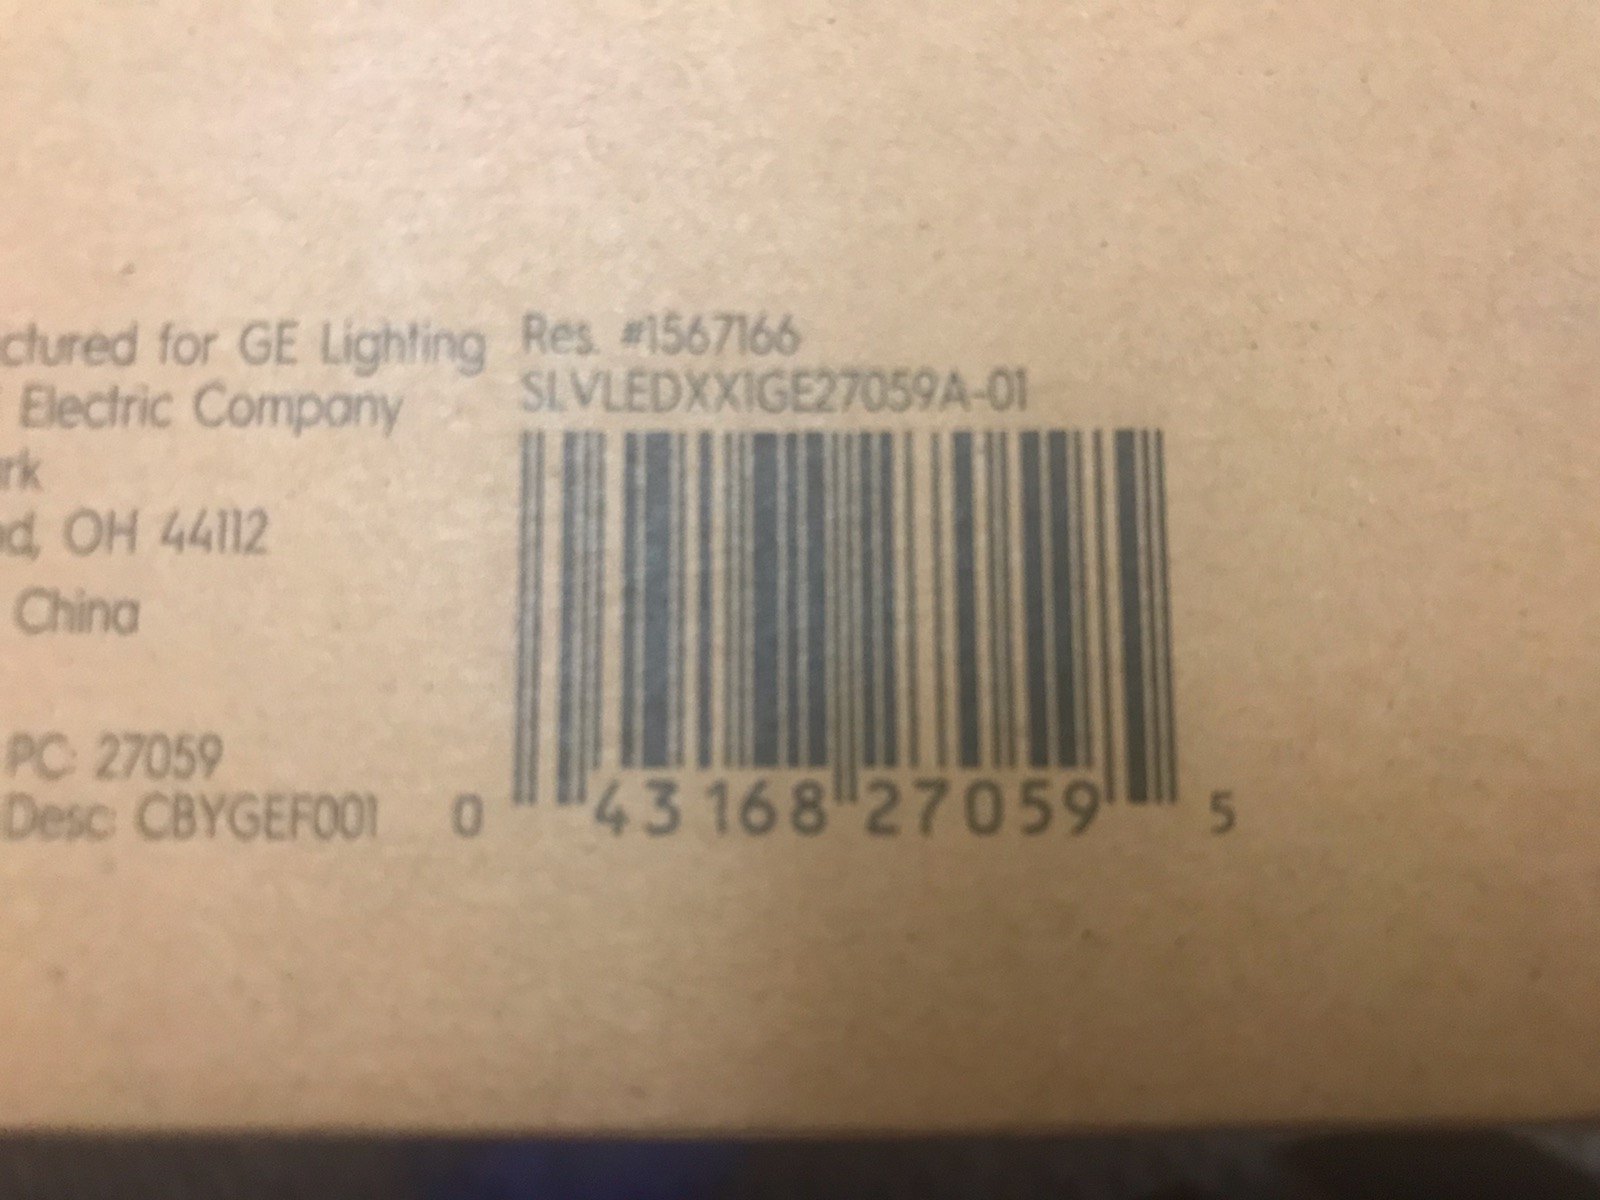 ctured for GE Lighting
Electric Company
rk
d, OH 44112
China
PC: 27059
Desc: CBYGEF001
Res. #1567166
SLVLEDXX1GE27059A-01
0 43168 27059 5